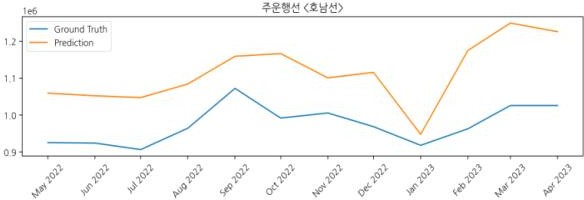 주운행선 <호남선>
1e6
Ground Truth
Prediction
1.2
1.1
1.0
0.9
May 2022
Jun 2022
Jul 2022
Aug 2022
Sep 2022
Oct 2022
Nov 2022
Dec 2022
Jan 2023
Feb 2023
Mar 2023
Apr 2023